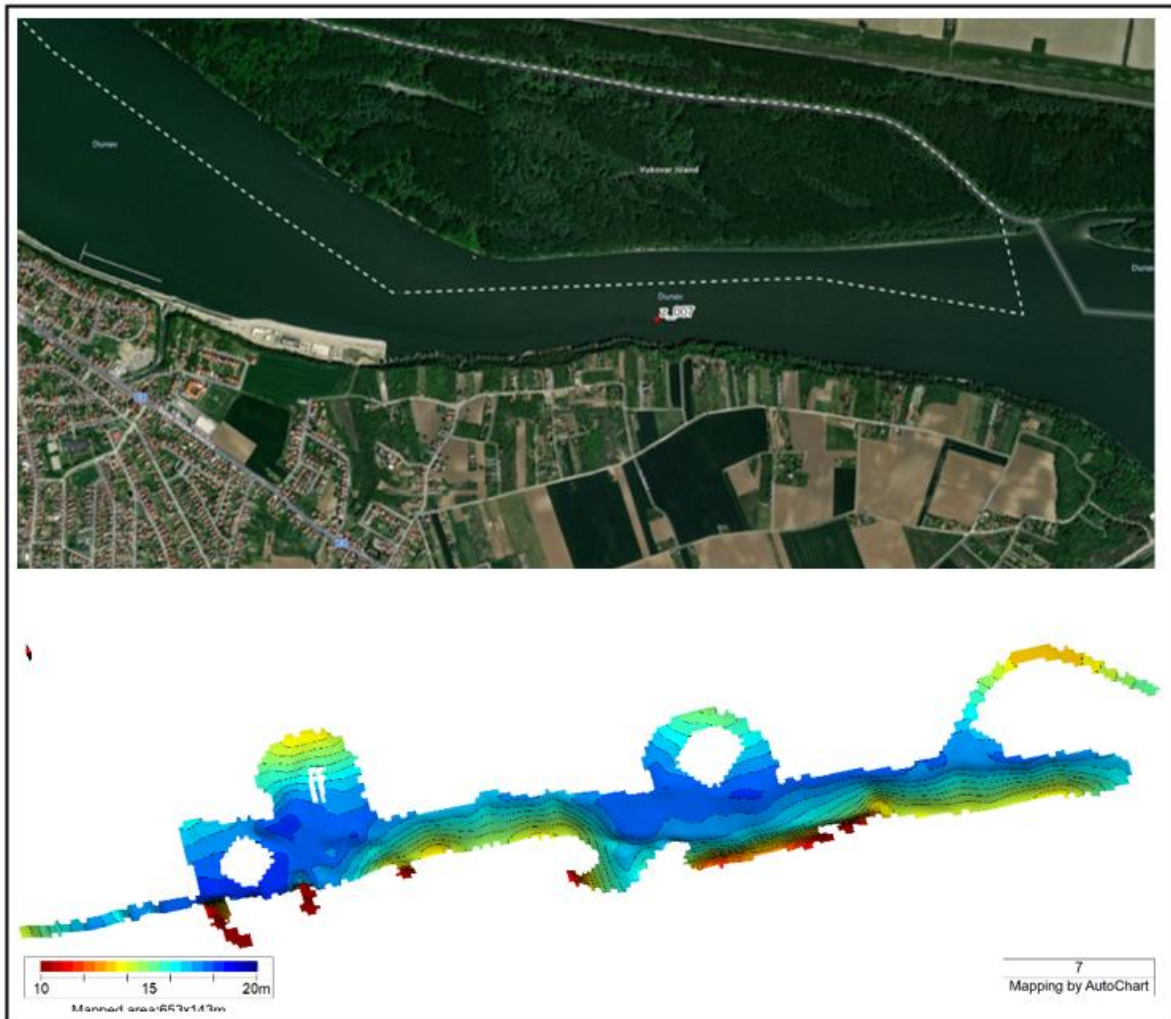 Dunav
Vukovar Island
Dunav
Dunav
z_007
10
15
20m
Mapped area:653x143m
7
Mapping by AutoChart